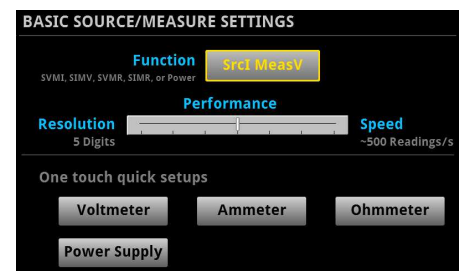 BASIC SOURCE/MEASURE SETTINGS
Function
SVMI, SIMV, SVMR, SIMR, or Power
SrcI MeasV
Performance
Resolution
5 Digits
Speed
~500 Readings/s
One touch quick setups
Voltmeter
Ammeter
Ohmmeter
Power Supply